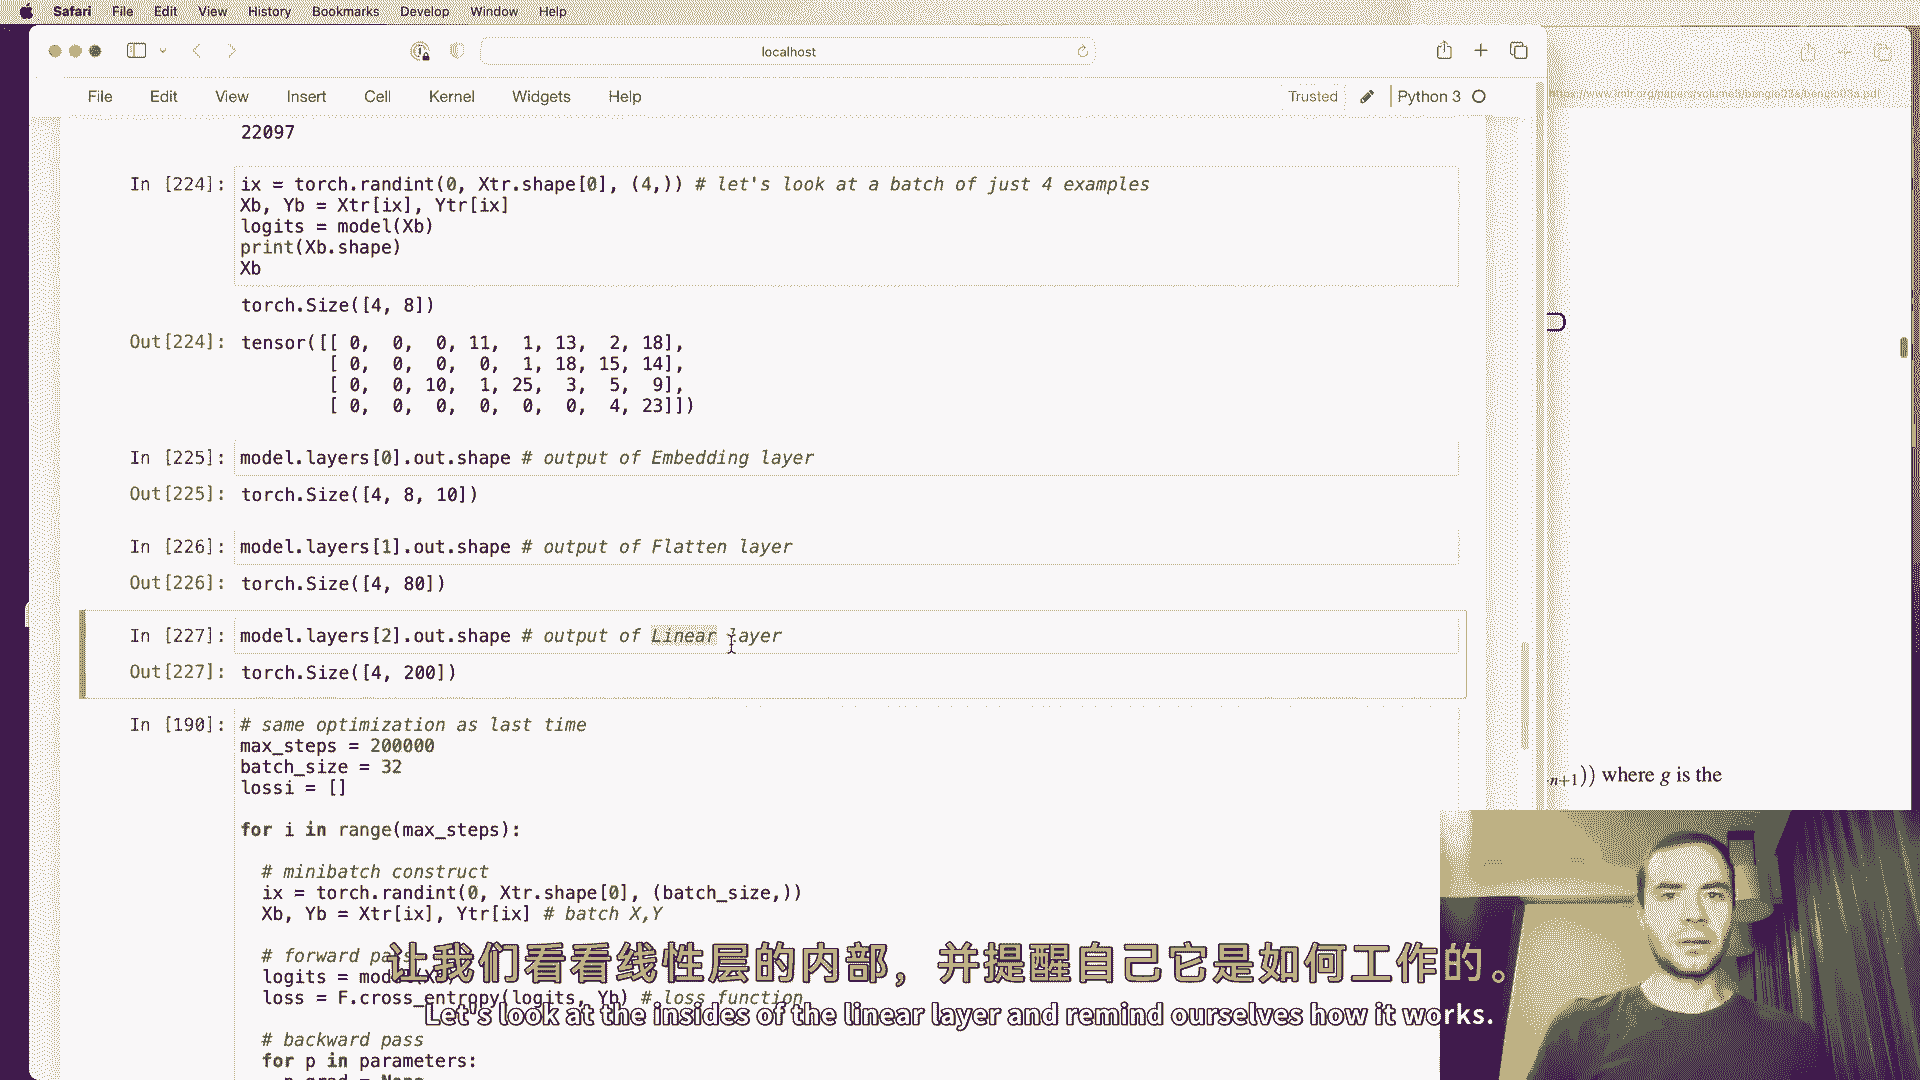 Safari File Edit View History Bookmarks Develop Window Help
localhost
https://www.jmlr.org/papers/volume3/bengio03a/bengio03a.pdf
File Edit View Insert Cell Kernel Widgets Help
Trusted
Python 3
22097
In [224]: ix = torch.randint(0, Xtr.shape[0], (4,)) # let's look at a batch of just 4 examples
Xb, Yb = Xtr[ix], Ytr[ix]
logits = model(Xb)
print(Xb.shape)
Xb
torch.Size([4, 8])
Out[224]: tensor([[ 0, 0, 0, 11, 1, 13, 2, 18],
[ 0, 0, 0, 0, 1, 18, 15, 14],
[ 0, 0, 10, 1, 25, 3, 5, 9],
[ 0, 0, 0, 0, 0, 0, 4, 23]])
In [225]: model.layers[0].out.shape # output of Embedding layer
Out[225]: torch.Size([4, 8, 10])
In [226]: model.layers[1].out.shape # output of Flatten layer
Out[226]: torch.Size([4, 80])
In [227]: model.layers[2].out.shape # output of Linear layer
Out[227]: torch.Size([4, 200])
In [190]: # same optimization as last time
max_steps = 200000
batch_size = 32
lossi = []
for i in range(max_steps):
# minibatch construct
ix = torch.randint(0, Xtr.shape[0], (batch_size,))
Xb, Yb = Xtr[ix], Ytr[ix] # batch X,Y
# forward pass
logits = model(Xb)
loss = F.cross_entropy(logits, Yb) # loss function
# backward pass
for p in parameters:
n+1)) where g is the
让我们看看线性层的内部，并提醒自己它是如何工作的。
Let's look at the insides of the linear layer and remind ourselves how it works.